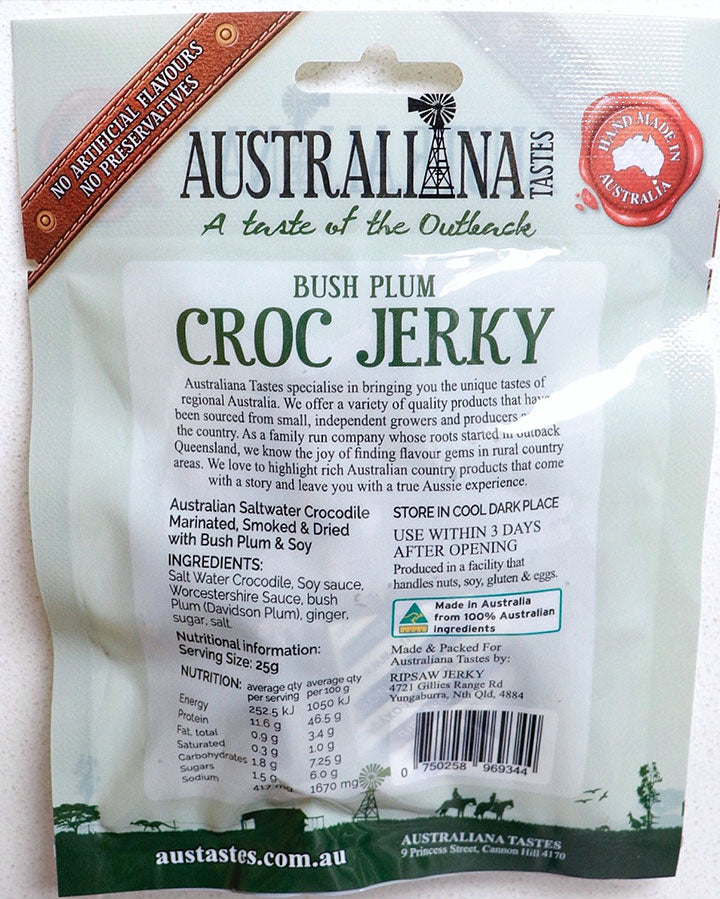 NO ARTIFICIAL FLAVOURS
NO PRESERVATIVES
AUSTRALIANA
TASTES
A taste of the Outback
HAND MADE IN
AUSTRALIA
BUSH PLUM
CROC JERKY
Australiana Tastes specialise in bringing you the unique tastes of
regional Australia. We offer a variety of quality products that have
been sourced from small, independent growers and producers
the country. As a family run company whose roots started in outback
Queensland, we know the joy of finding flavour gems in rural country
areas. We love to highlight rich Australian country products that come
with a story and leave you with a true Aussie experience.
Australian Saltwater Crocodile
Marinated, Smoked & Dried
with Bush Plum & Soy
INGREDIENTS:
Salt Water Crocodile, Soy sauce,
Worcestershire Sauce, bush
Plum (Davidson Plum), ginger,
sugar, salt.
Nutritional information:
Serving Size: 25g
NUTRITION: average qty per serving average qty per 100 g
Energy 252.5 kJ 1050 kJ
Protein 11.6 g 46.5 g
Fat, total 0.9 g 3.4 g
Saturated 0.3 g 1.0 g
Carbohydrates 1.8 g 7.25 g
Sugars 1.5 g 6.0 g
Sodium 417 mg 1670 mg
STORE IN COOL DARK PLACE
USE WITHIN 3 DAYS
AFTER OPENING
Produced in a facility that
handles nuts, soy, gluten & eggs.
Made in Australia
from 100% Australian
ingredients
Made & Packed For
Australiana Tastes by:
RIPSAW JERKY
4721 Gillies Range Rd
Yungaburra, Nth Qld, 4884
0 750258 969344
austastes.com.au
AUSTRALIANA TASTES
9 Princess Street, Cannon Hill 4170